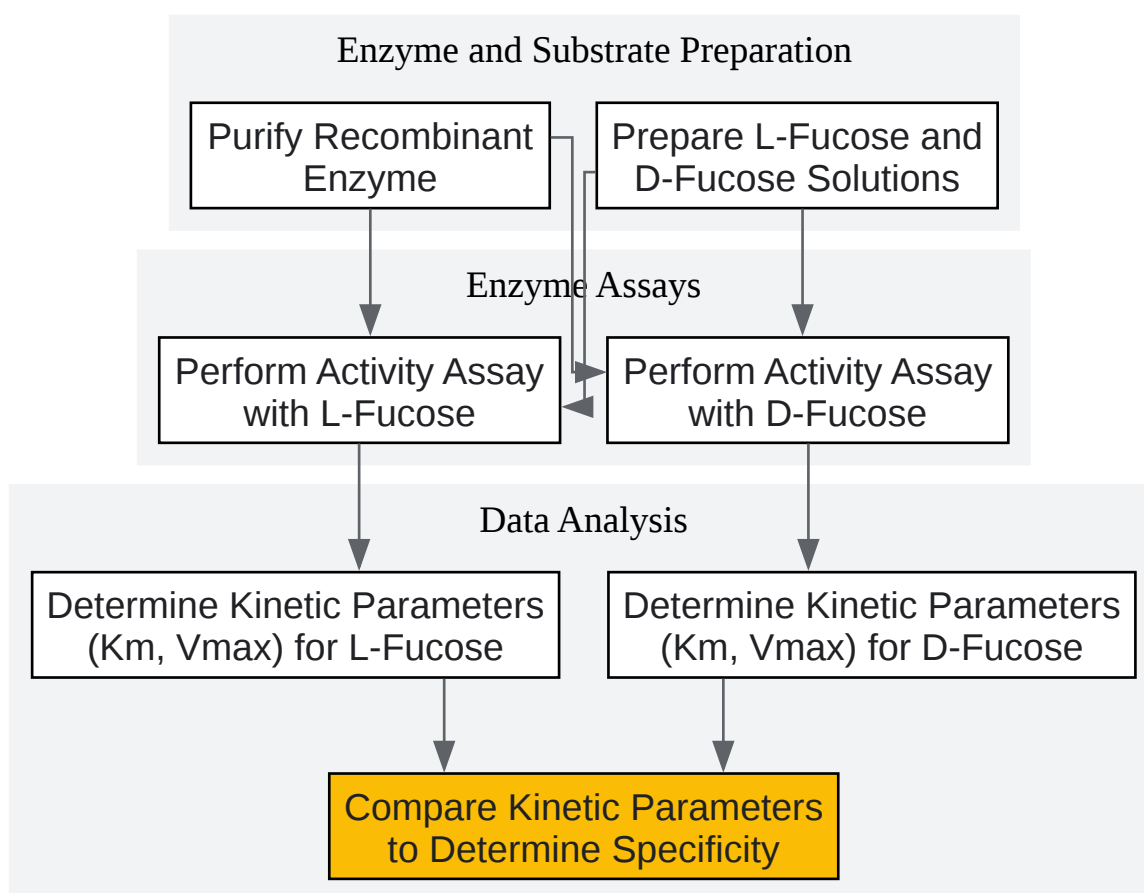 Enzyme and Substrate Preparation
Purify Recombinant
Enzyme
Prepare L-Fucose and
D-Fucose Solutions
Enzyme Assays
Perform Activity Assay
with L-Fucose
Perform Activity Assay
with D-Fucose
Data Analysis
Determine Kinetic Parameters
(Km, Vmax) for L-Fucose
Determine Kinetic Parameters
(Km, Vmax) for D-Fucose
Compare Kinetic Parameters
to Determine Specificity